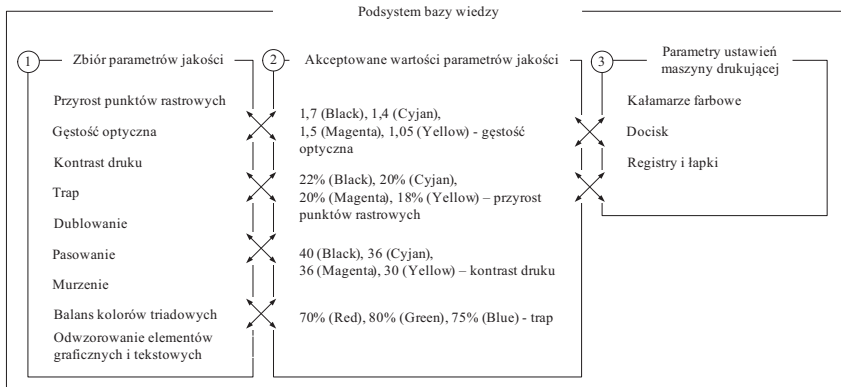 Podsystem bazy wiedzy
1
Zbiór parametrów jakości
Przyrost punktów rastrowych
Gęstość optyczna
Kontrast druku
Trap
Dublowanie
Pasowanie
Murzenie
Balans kolorów triadowych
Odwzorowanie elementów
graficznych i tekstowych
2
Akceptowane wartości parametrów jakości
1,7 (Black), 1,4 (Cyjan),
1,5 (Magenta), 1,05 (Yellow) - gęstość
optyczna
22% (Black), 20% (Cyjan),
20% (Magenta), 18% (Yellow) – przyrost
punktów rastrowych
40 (Black), 36 (Cyjan),
36 (Magenta), 30 (Yellow) – kontrast druku
70% (Red), 80% (Green), 75% (Blue) - trap
3
Parametry ustawień
maszyny drukującej
Kałamarze farbowe
Docisk
Registry i łapki